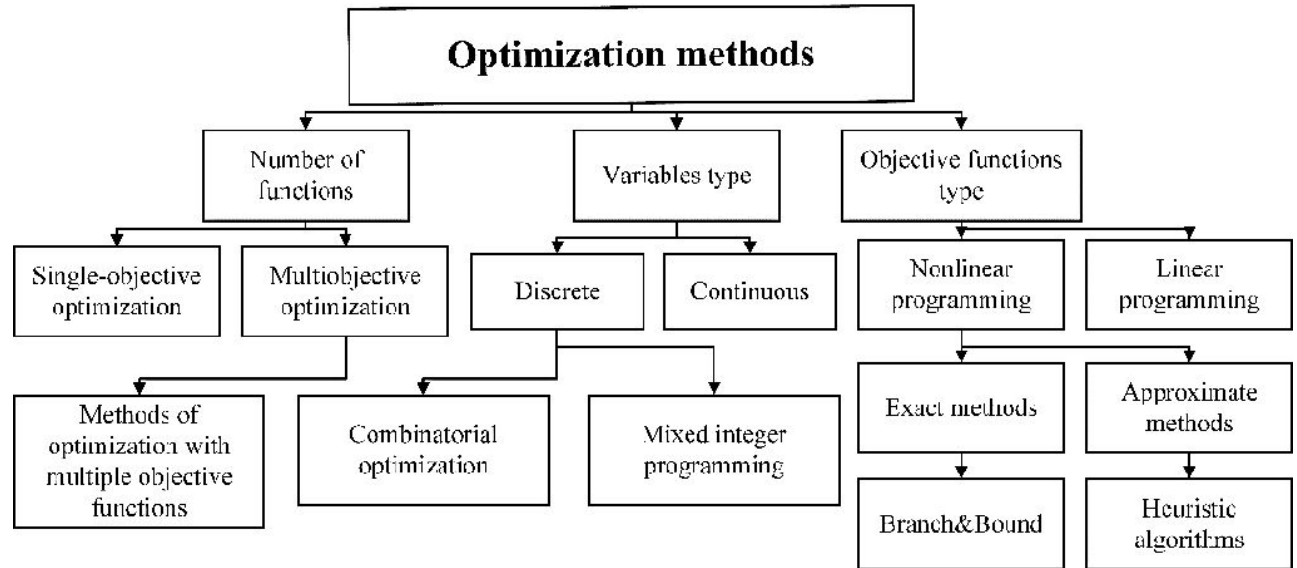 Optimization methods
Number of
functions
Variables type
Objective functions
type
Single-objective
optimization
Multiobjective
optimization
Discrete
Continuous
Nonlinear
programming
Linear
programming
Methods of
optimization with
multiple objective
functions
Combinatorial
optimization
Mixed integer
programming
Exact methods
Approximate
methods
Branch&Bound
Heuristic
algorithms